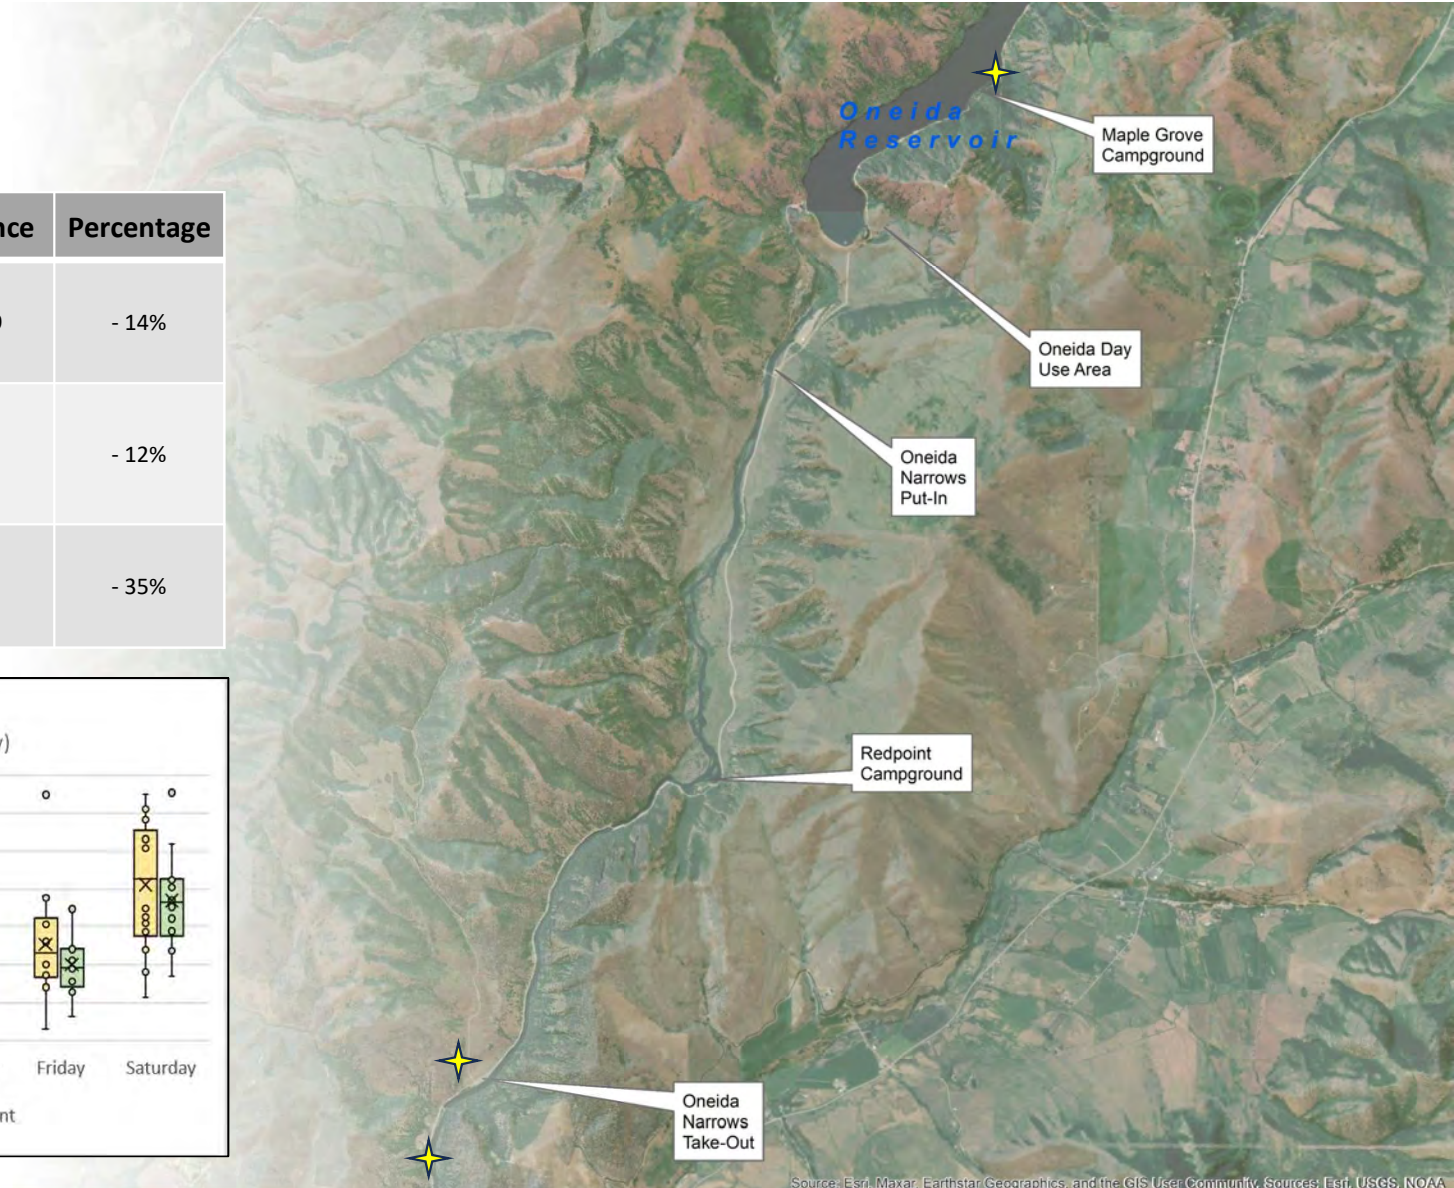 Percentage
- 14%
- 12%
- 35%
Friday
Saturday
Oneida
Reservoir
Maple Grove
Campground
Oneida Day
Use Area
Oneida
Narrows
Put-In
Redpoint
Campground
Oneida
Narrows
Take-Out
Source: Esri, Maxar, Earthstar Geographics, and the GIS User Community, Sources: Esri, USGS, NOAA